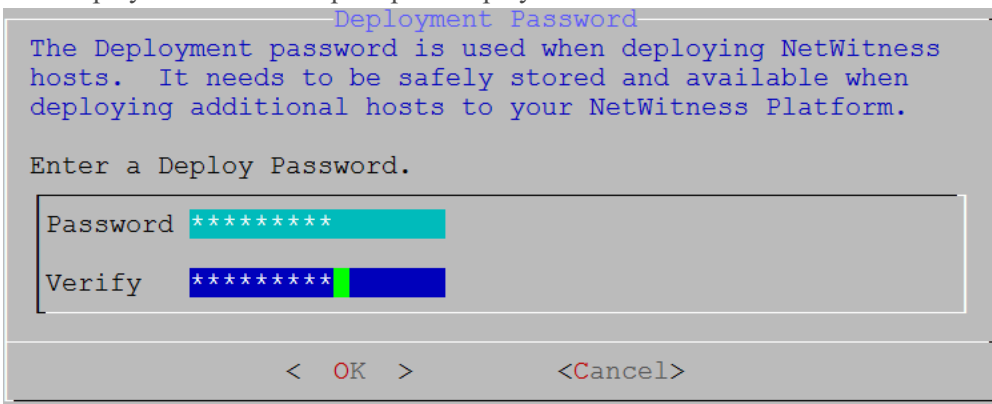 Deployment Password
The Deployment password is used when deploying NetWitness
hosts.  It needs to be safely stored and available when
deploying additional hosts to your NetWitness Platform.
Enter a Deploy Password.
Password *********
Verify *********
<  OK  > <Cancel>